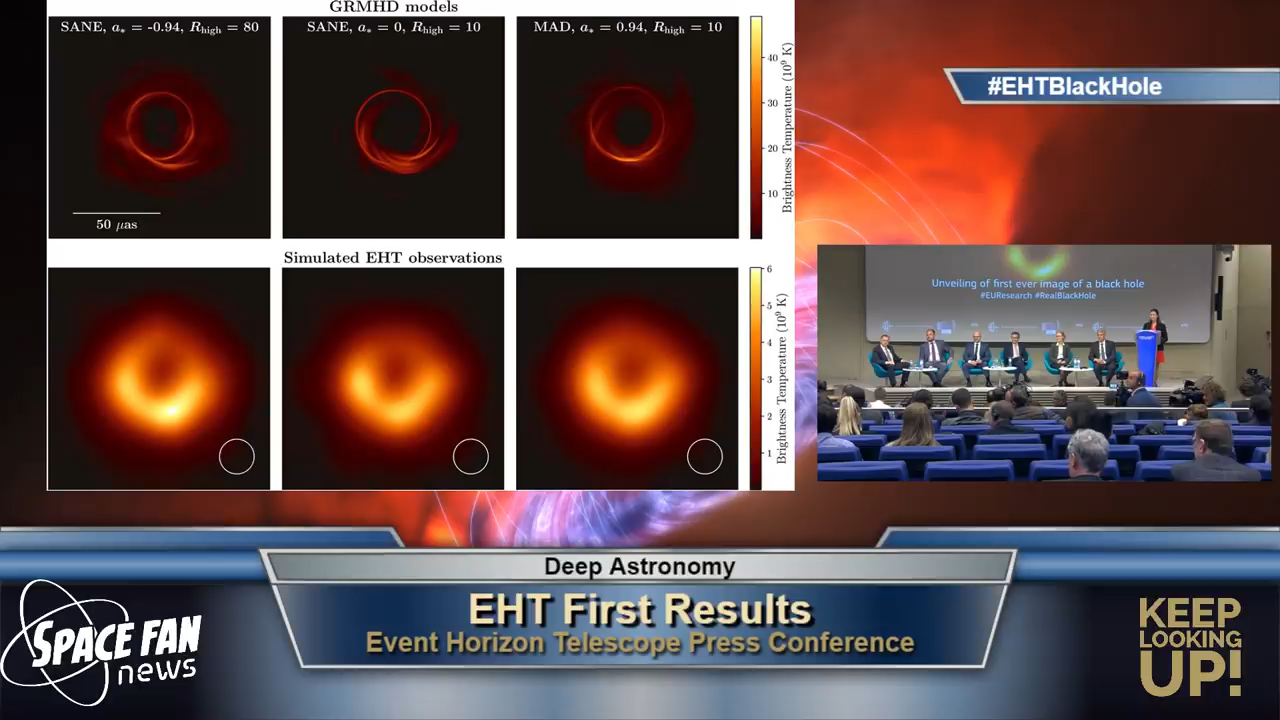 GRMHD models
SANE, a* = -0.94, R_high = 80
SANE, a* = 0, R_high = 10
MAD, a* = 0.94, R_high = 10
50 μas
40
30
20
10
Brightness Temperature (10⁹ K)
Simulated EHT observations
6
5
4
3
2
1
Brightness Temperature (10⁹ K)
#EHTBlackHole
Unveiling of first ever image of a black hole
#EUResearch #RealBlackHole
Deep Astronomy
EHT First Results
Event Horizon Telescope Press Conference
SPACE FAN
news
KEEP
LOOKING
UP!